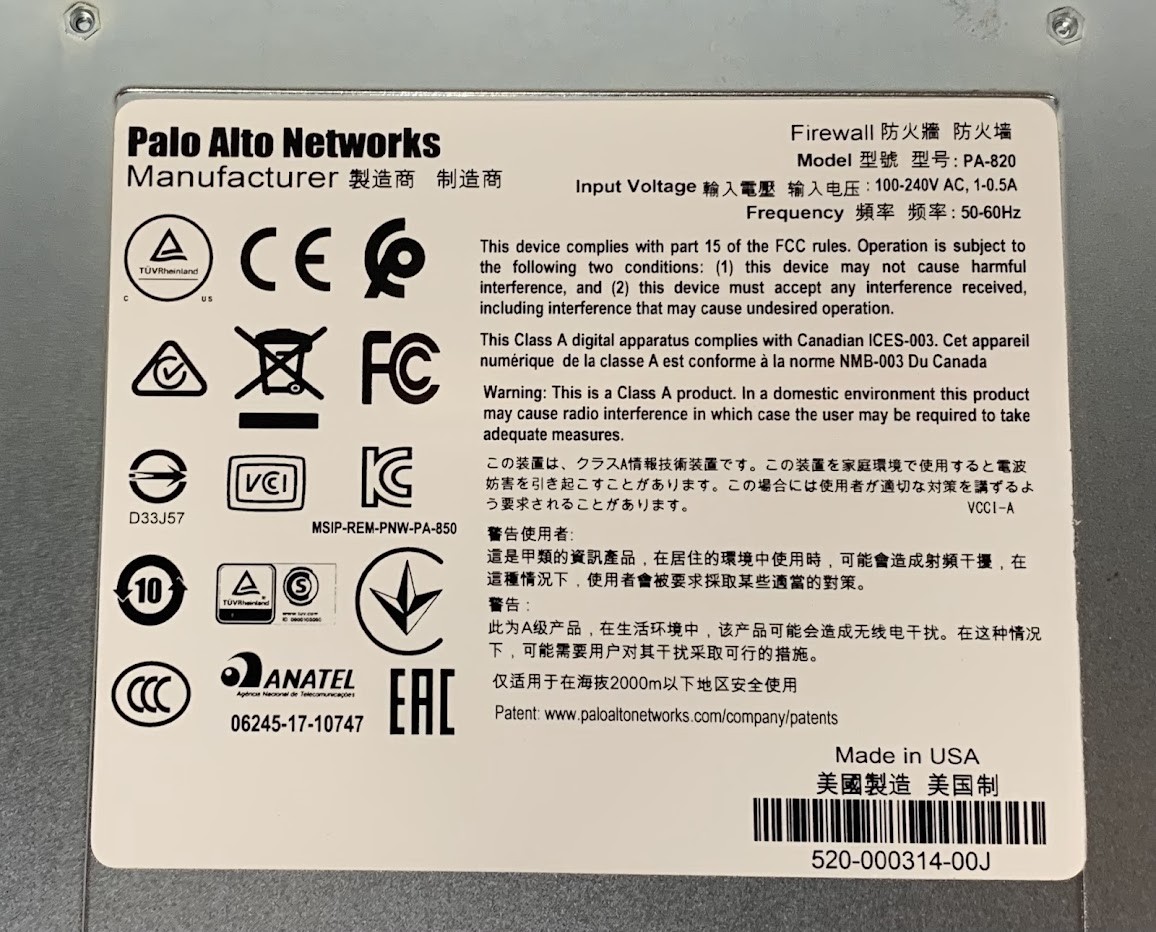 Palo Alto Networks
Manufacturer 製造商 制造商
Firewall 防火牆 防火墙
Model 型號 型号: PA-820
Input Voltage 輸入電壓 输入电压 : 100-240V AC, 1-0.5A
Frequency 頻率 频率 : 50-60Hz
TÜVRheinland
C US
CE
FC
D33J57
VCI
MSIP-REM-PNW-PA-850
10
TÜVRheinland
S
www.tuv.com
CCC
ANATEL
Agência Nacional de Telecomunicações
06245-17-10747
EAC
This device complies with part 15 of the FCC rules. Operation is subject to
the following two conditions: (1) this device may not cause harmful
interference, and (2) this device must accept any interference received,
including interference that may cause undesired operation.
This Class A digital apparatus complies with Canadian ICES-003. Cet appareil
numérique de la classe A est conforme à la norme NMB-003 Du Canada
Warning: This is a Class A product. In a domestic environment this product
may cause radio interference in which case the user may be required to take
adequate measures.
この装置は、クラスA情報技術装置です。この装置を家庭環境で使用すると電波
妨害を引き起こすことがあります。この場合には使用者が適切な対策を講ずるよ
う要求されることがあります。
VCCI-A
警告使用者:
這是甲類的資訊產品，在居住的環境中使用時，可能會造成射頻干擾，在
這種情況下，使用者會被要求採取某些適當的對策。
警告 :
此为A级产品，在生活环境中，该产品可能会造成无线电干扰。在这种情况
下，可能需要用户对其干扰采取可行的措施。
仅适用于在海拔2000m以下地区安全使用
Patent: www.paloaltonetworks.com/company/patents
Made in USA
美國製造 美国制
520-000314-00J